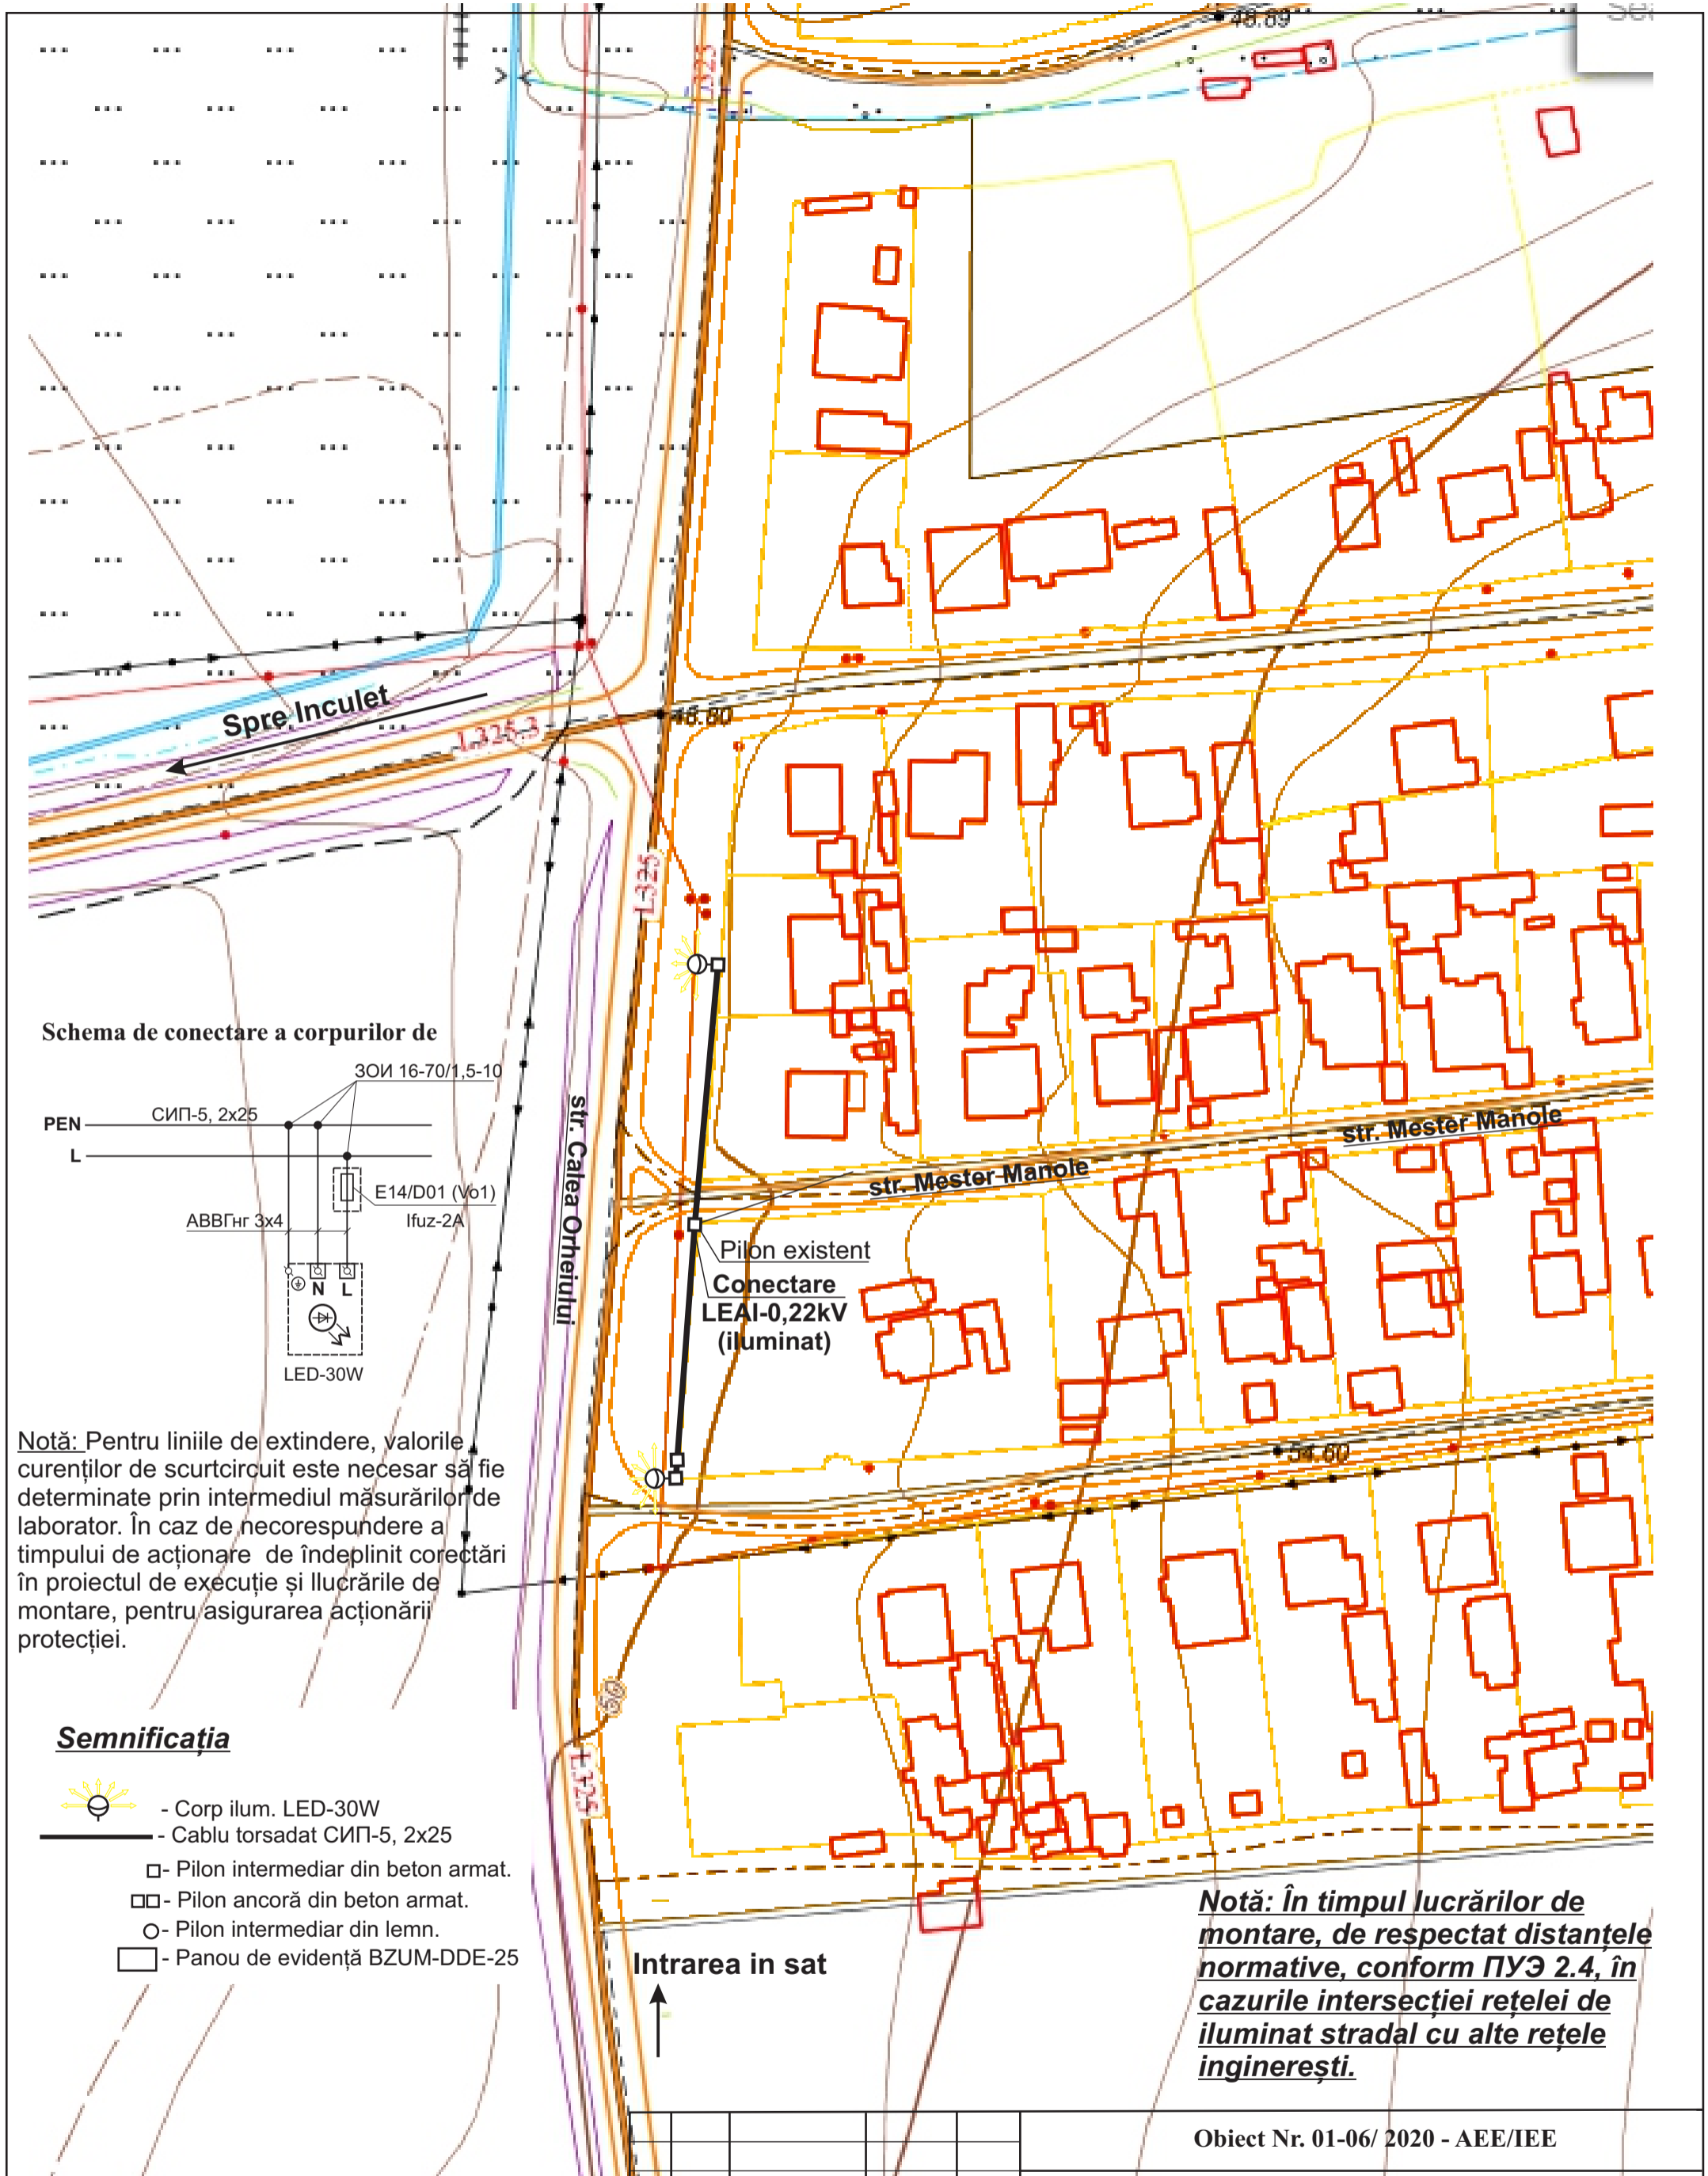 48.89
L325
Spre Inculet
L325.3
48.80
L325
Schema de conectare a corpurilor de
ЗОИ 16-70/1,5-10
PEN
СИП-5, 2x25
L
E14/D01 (Vo1)
АВВГнг 3x4
Ifuz-2A
N L
LED-30W
str. Calea Orheiului
str. Mester Manole
str. Mester Manole
Pilon existent
Conectare
LEAI-0,22kV
(iluminat)
54.60
Notă: Pentru liniile de extindere, valorile
curenților de scurtcircuit este necesar să fie
determinate prin intermediul măsurărilor de
laborator. În caz de necorespundere a
timpului de acționare de îndeplinit corectări
în proiectul de execuție și llucrările de
montare, pentru asigurarea acționării
protecției.
50
L325
Semnificația
- Corp ilum. LED-30W
- Cablu torsadat СИП-5, 2x25
- Pilon intermediar din beton armat.
- Pilon ancoră din beton armat.
- Pilon intermediar din lemn.
- Panou de evidență BZUM-DDE-25
Intrarea in sat
Notă: În timpul lucrărilor de
montare, de respectat distanțele
normative, conform ПУЭ 2.4, în
cazurile intersecției rețelei de
iluminat stradal cu alte rețele
inginerești.
Obiect Nr. 01-06/ 2020 - AEE/IEE